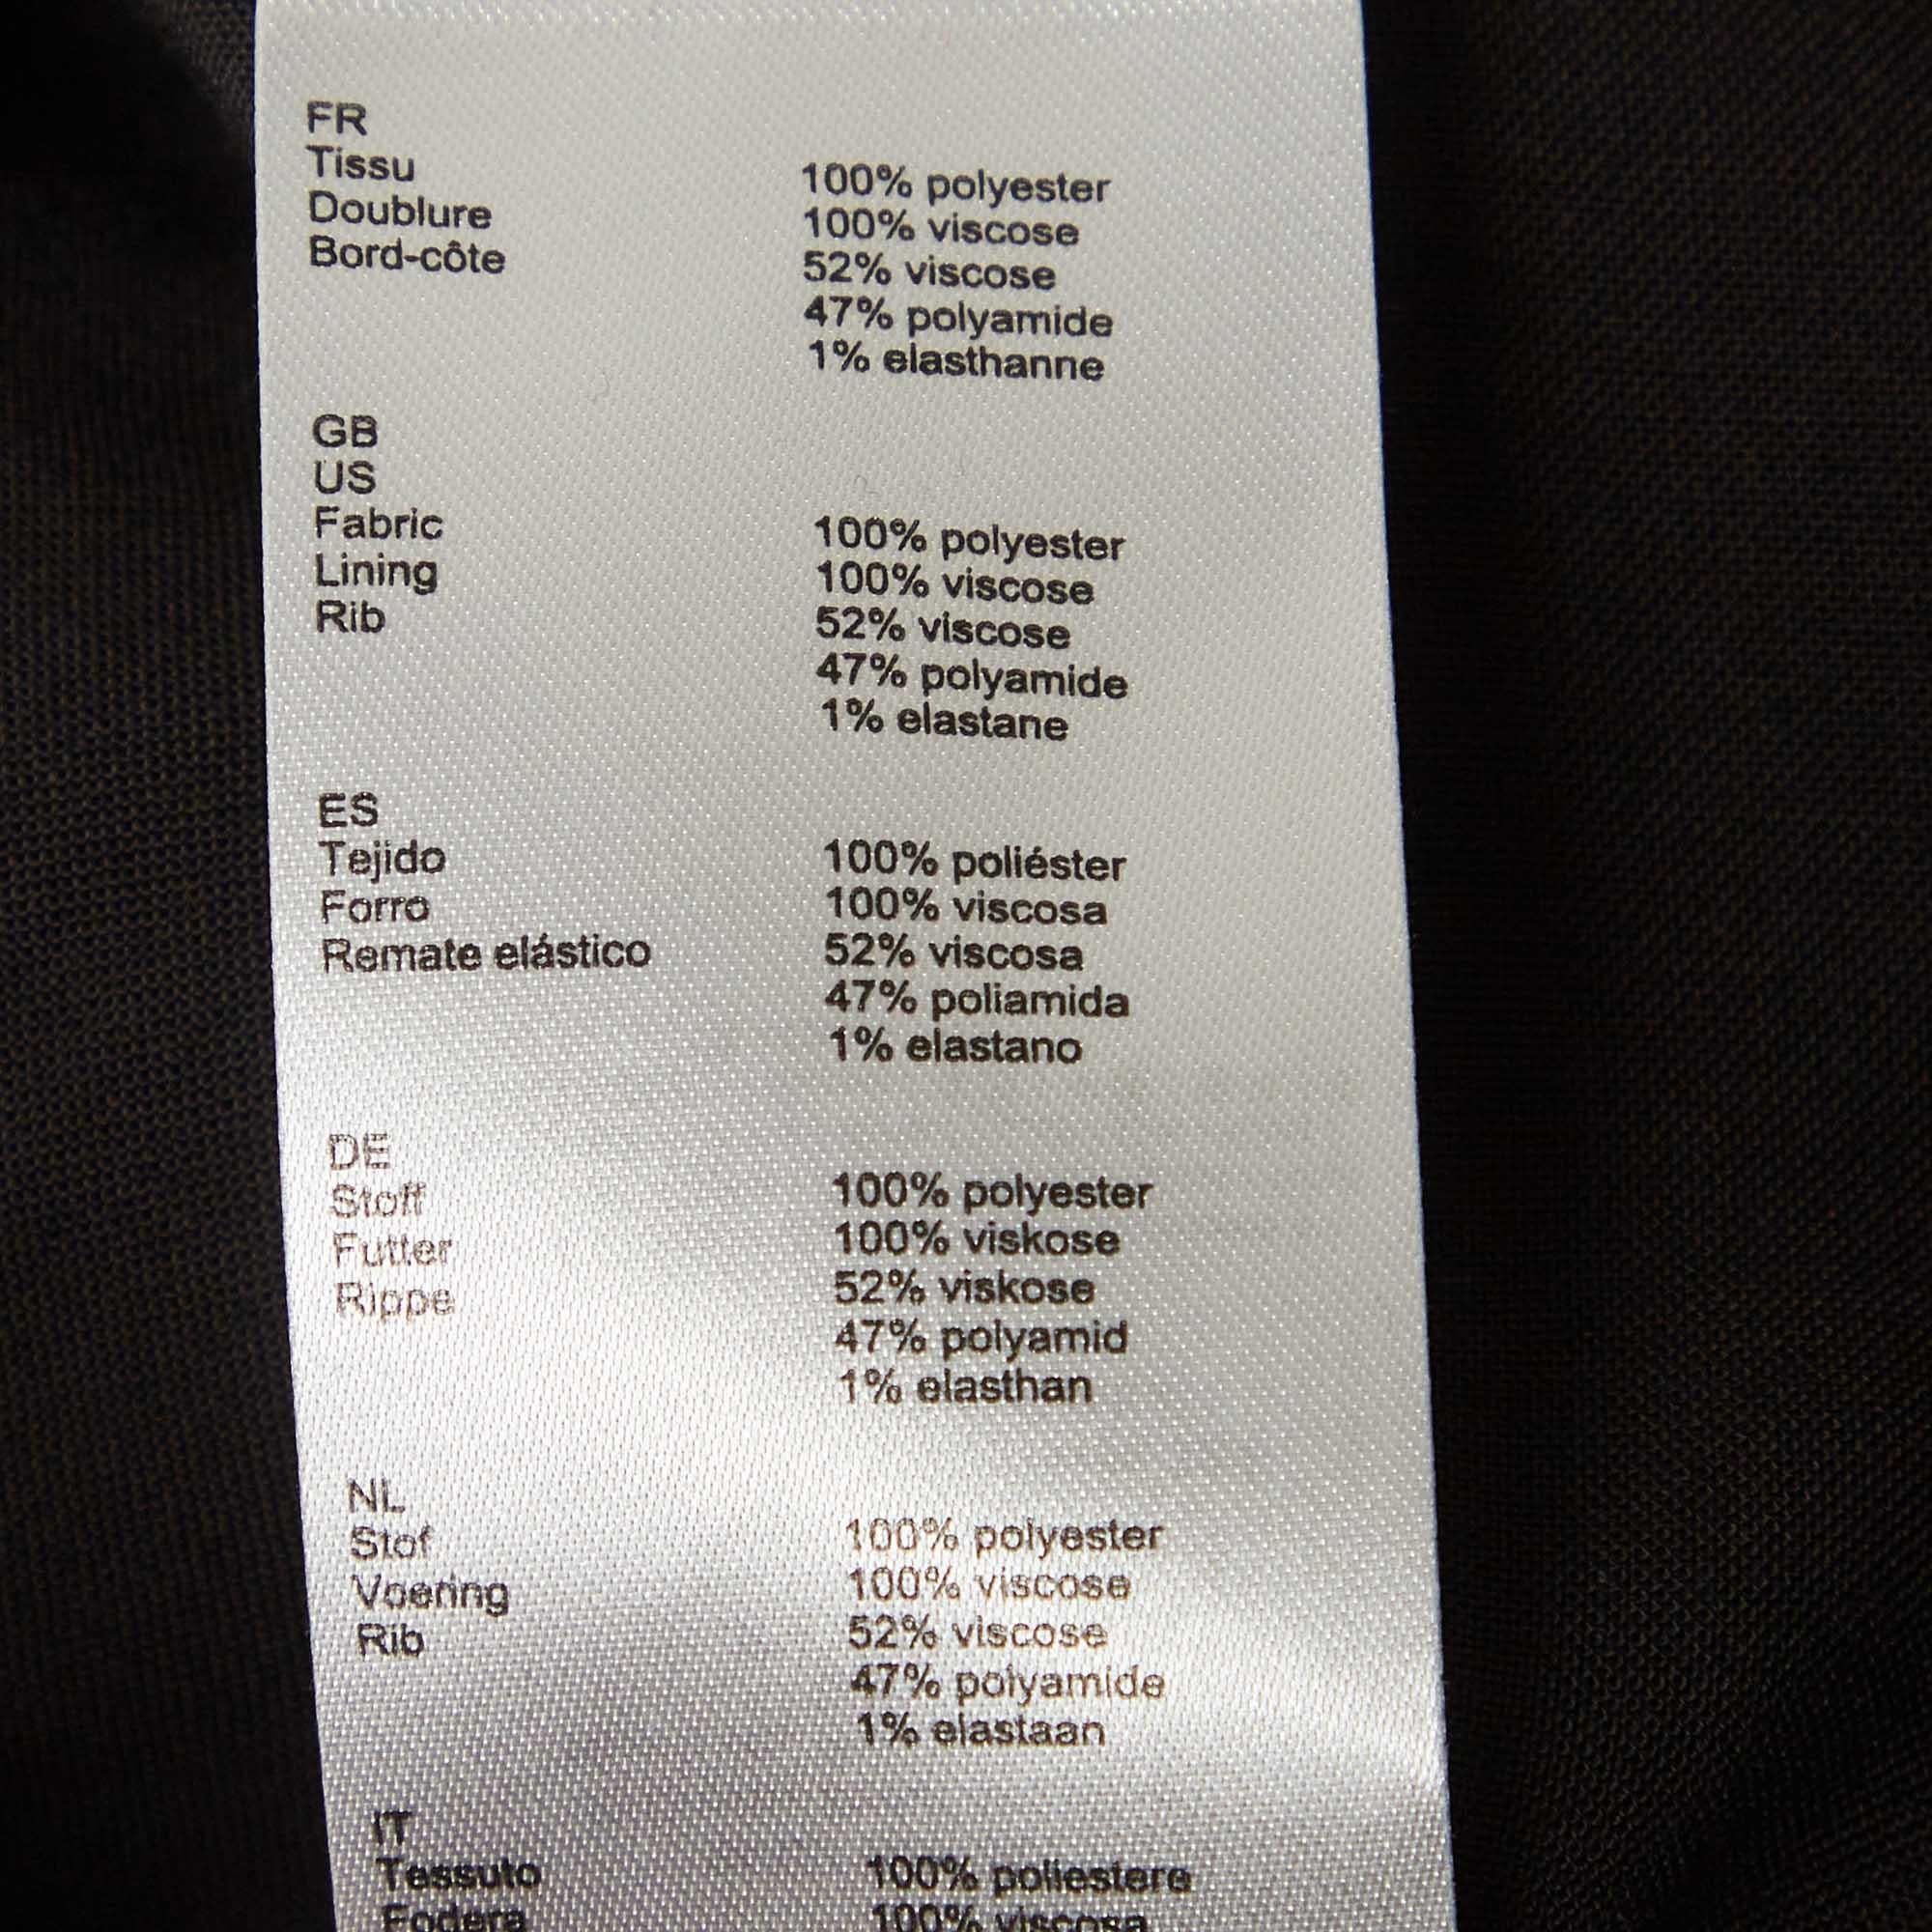 FR
Tissu 100% polyester
Doublure 100% viscose
Bord-côte 52% viscose
47% polyamide
1% elasthanne
GB
US
Fabric 100% polyester
Lining 100% viscose
Rib 52% viscose
47% polyamide
1% elastane
ES
Tejido 100% poliéster
Forro 100% viscosa
Remate elástico 52% viscosa
47% poliamida
1% elastano
DE
Stoff 100% polyester
Futter 100% viskose
Rippe 52% viskose
47% polyamid
1% elasthan
NL
Stof 100% polyester
Voering 100% viscose
Rib 52% viscose
47% polyamide
1% elastaan
IT
Tessuto 100% poliestere
Fodera 100% viscosa